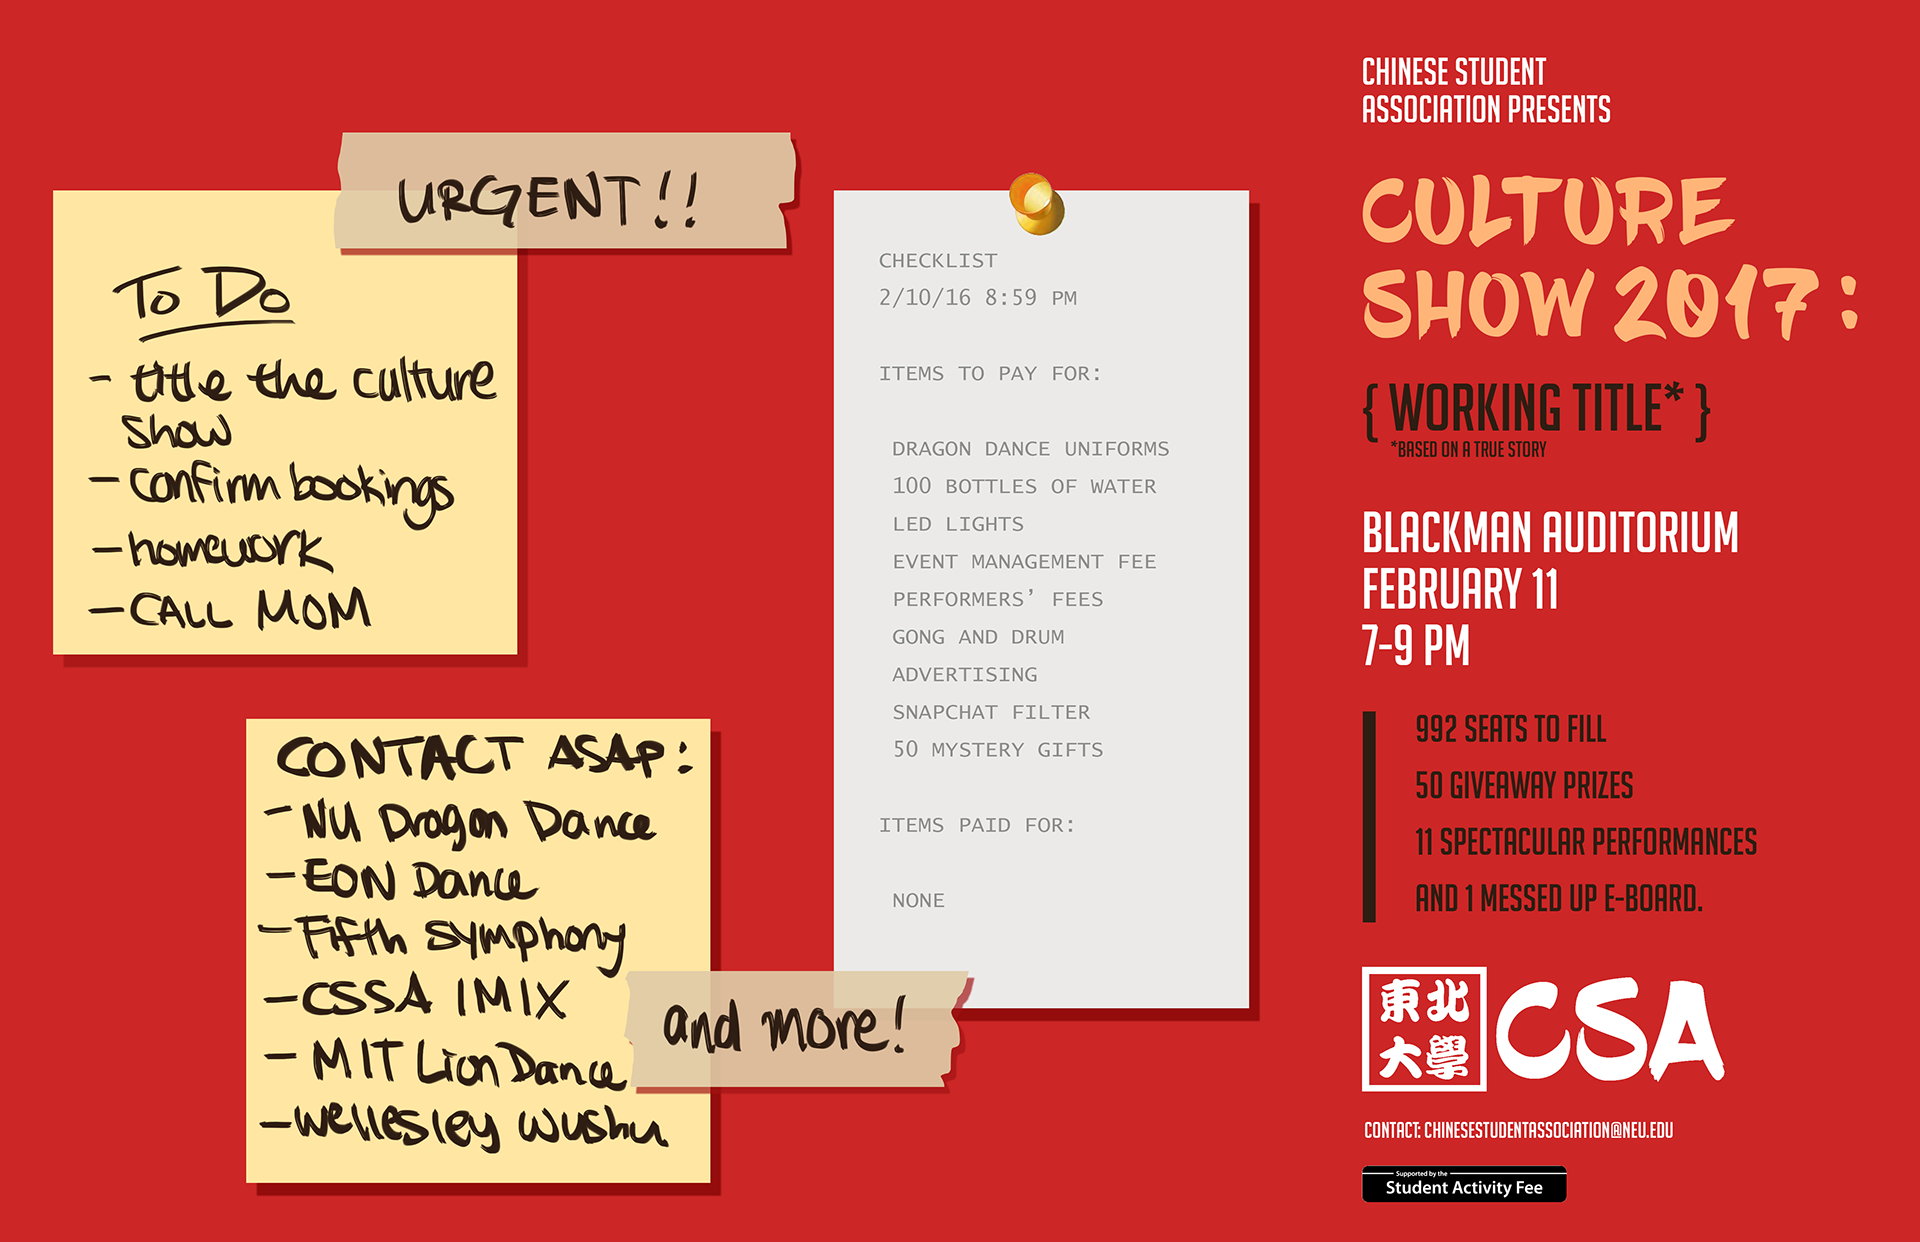 URGENT!!
To Do
- title the culture
show
- confirm bookings
- homework
- CALL MOM
CONTACT ASAP:
- NU Dragon Dance
- EON Dance
- Fifth Symphony
- CSSA IMIX
- MIT Lion Dance
- Wellesley Wushu
and more!
CHECKLIST
2/10/16 8:59 PM
ITEMS TO PAY FOR:
DRAGON DANCE UNIFORMS
100 BOTTLES OF WATER
LED LIGHTS
EVENT MANAGEMENT FEE
PERFORMERS' FEES
GONG AND DRUM
ADVERTISING
SNAPCHAT FILTER
50 MYSTERY GIFTS
ITEMS PAID FOR:
NONE
CHINESE STUDENT
ASSOCIATION PRESENTS
CULTURE
SHOW 2017:
{ WORKING TITLE* }
*BASED ON A TRUE STORY
BLACKMAN AUDITORIUM
FEBRUARY 11
7-9 PM
992 SEATS TO FILL
50 GIVEAWAY PRIZES
11 SPECTACULAR PERFORMANCES
AND 1 MESSED UP E-BOARD.
東北
大學
CSA
CONTACT: CHINESESTUDENTASSOCIATION@NEU.EDU
Supported by the
Student Activity Fee